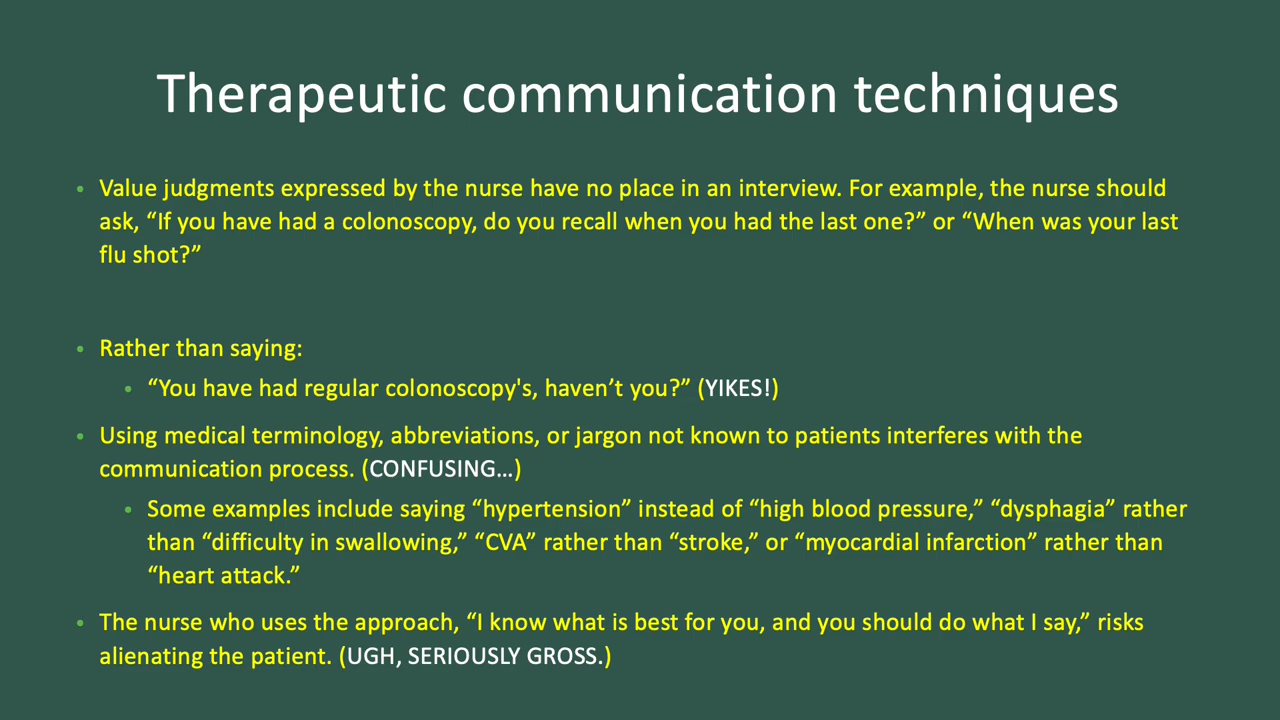 Therapeutic communication techniques
• Value judgments expressed by the nurse have no place in an interview. For example, the nurse should
ask, “If you have had a colonoscopy, do you recall when you had the last one?” or “When was your last
flu shot?”
• Rather than saying:
• “You have had regular colonoscopy's, haven’t you?” (YIKES!)
• Using medical terminology, abbreviations, or jargon not known to patients interferes with the
communication process. (CONFUSING…)
• Some examples include saying “hypertension” instead of “high blood pressure,” “dysphagia” rather
than “difficulty in swallowing,” “CVA” rather than “stroke,” or “myocardial infarction” rather than
“heart attack.”
• The nurse who uses the approach, “I know what is best for you, and you should do what I say,” risks
alienating the patient. (UGH, SERIOUSLY GROSS.)